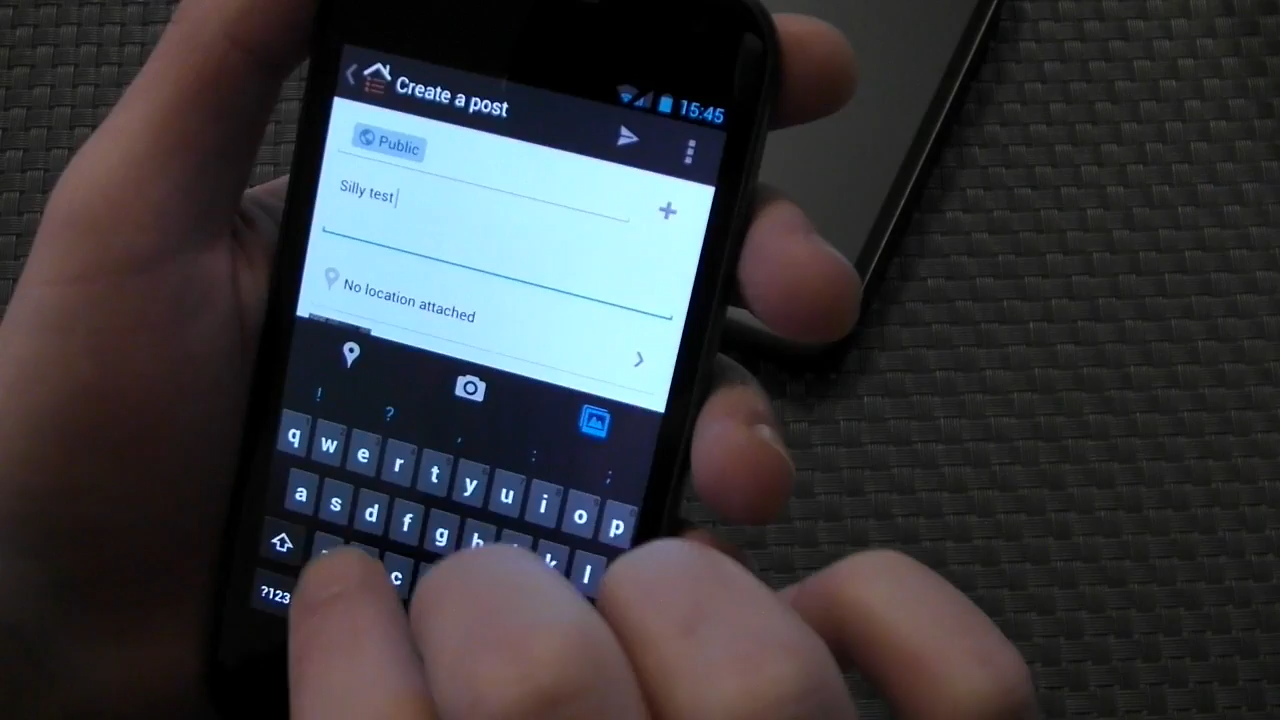 Create a post
15:45
Public
Silly test
No location attached
! ? , : ;
q w e r t y u i o p
a s d f g h k l
c
?123